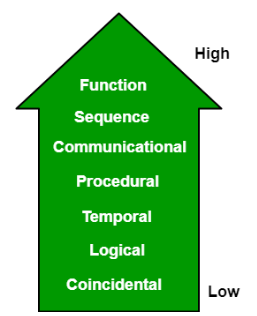 High
Function
Sequence
Communicational
Procedural
Temporal
Logical
Coincidental
Low